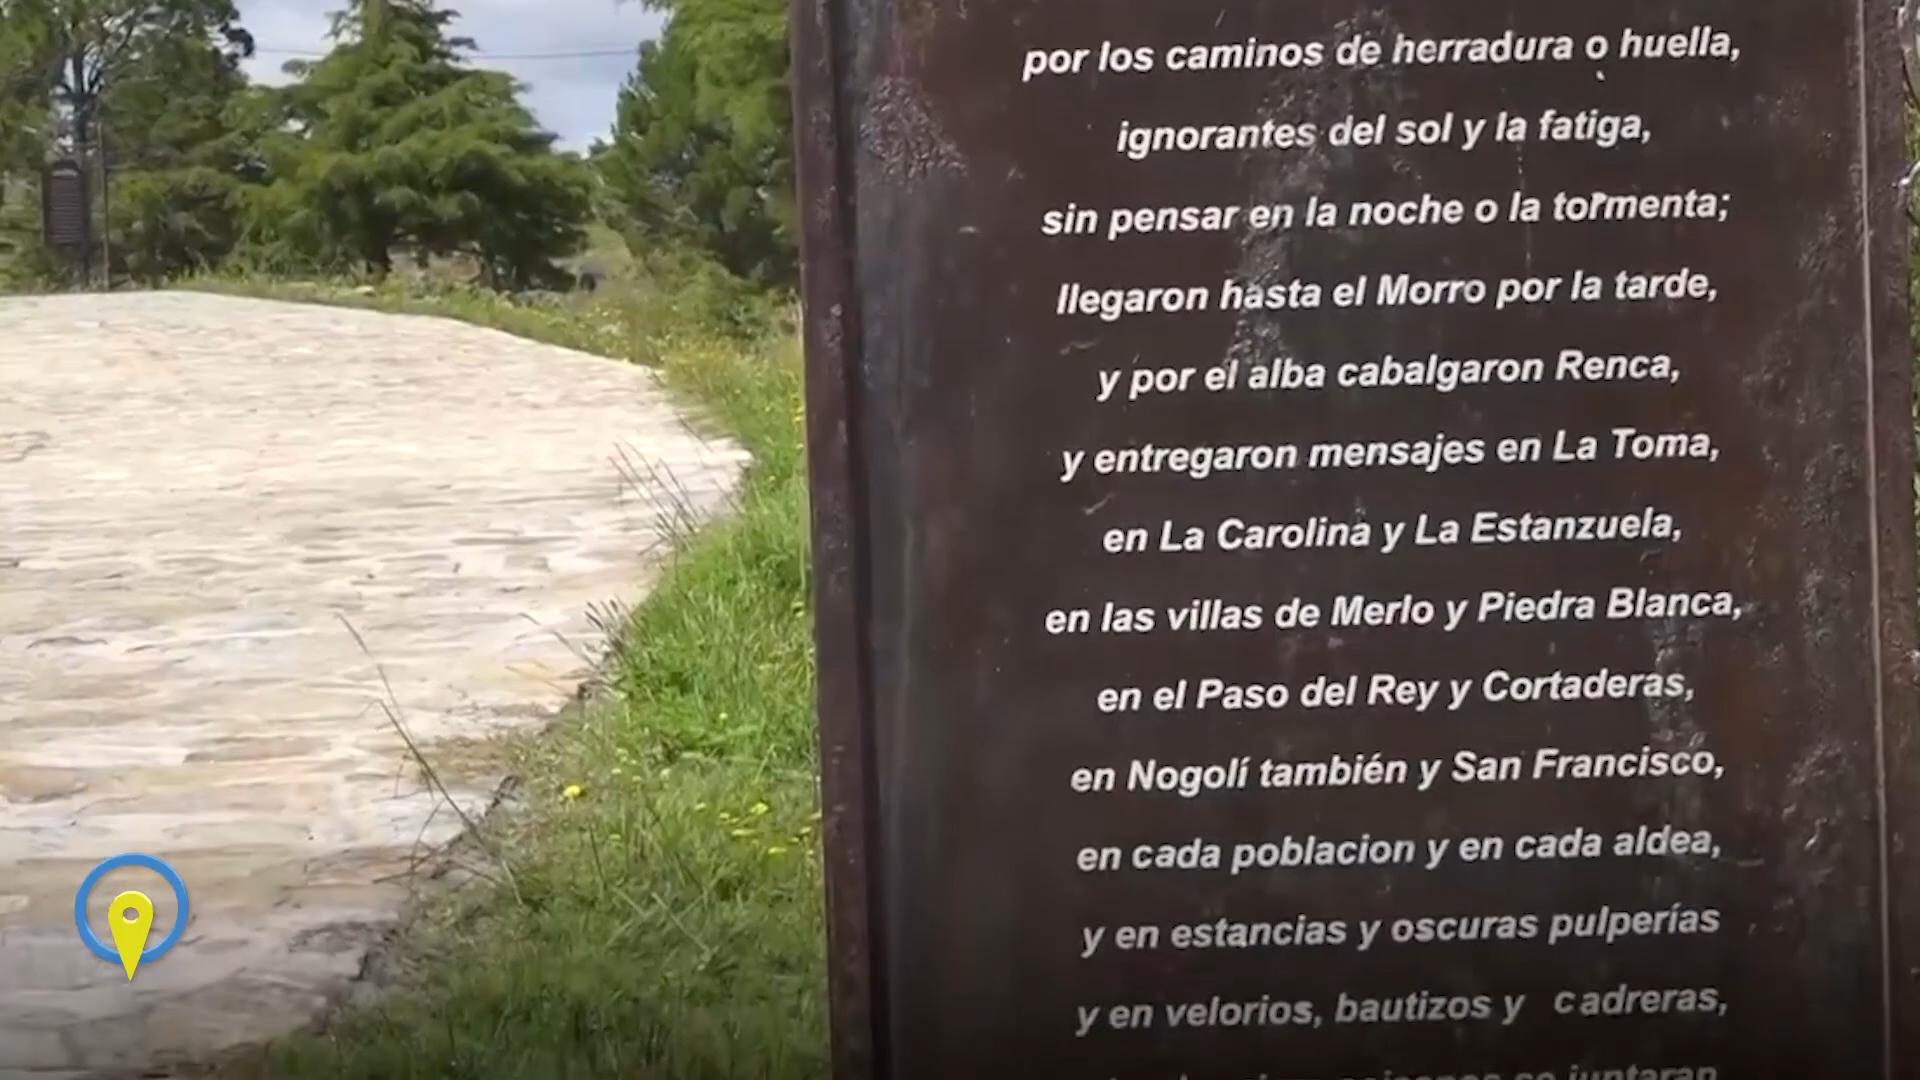 por los caminos de herradura o huella,
ignorantes del sol y la fatiga,
sin pensar en la noche o la tormenta;
llegaron hasta el Morro por la tarde,
y por el alba cabalgaron Renca,
y entregaron mensajes en La Toma,
en La Carolina y La Estanzuela,
en las villas de Merlo y Piedra Blanca,
en el Paso del Rey y Cortaderas,
en Nogolí también y San Francisco,
en cada poblacion y en cada aldea,
y en estancias y oscuras pulperías
y en velorios, bautizos y cadreras,
se juntaran